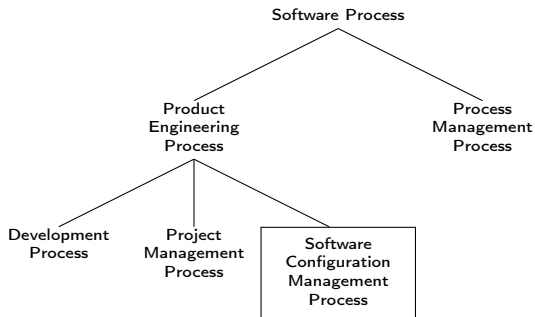 Software Process
Product
Engineering
Process
Process
Management
Process
Development
Process
Project
Management
Process
Software
Configuration
Management
Process